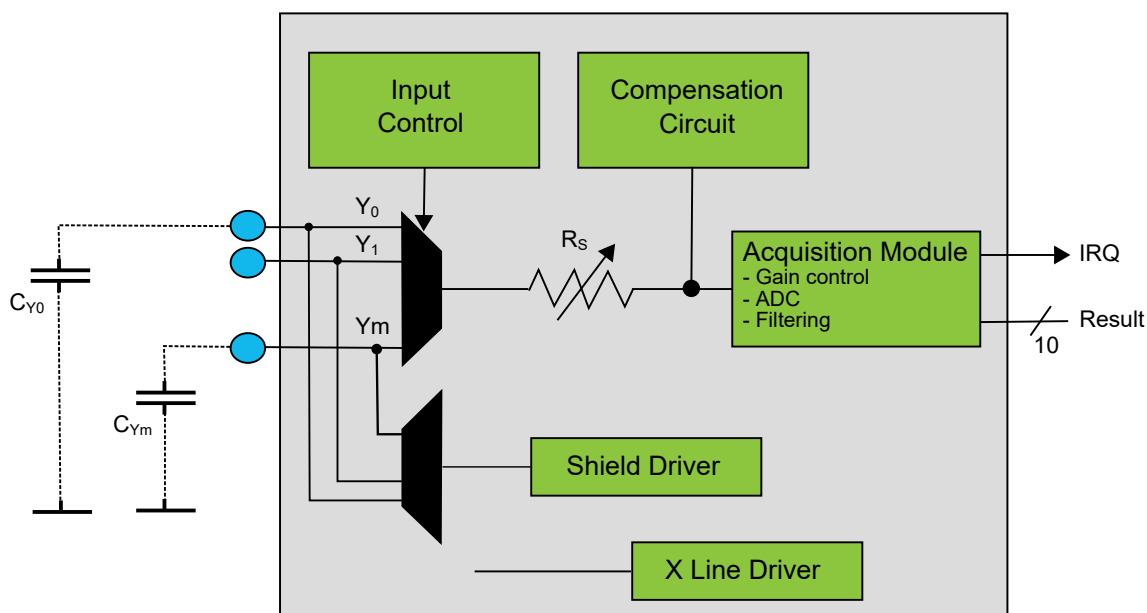 Input
Control
Compensation
Circuit
Y0
Y1
RS
Acquisition Module
- Gain control
- ADC
- Filtering
IRQ
Result
10
CY0
Ym
CYm
Shield Driver
X Line Driver